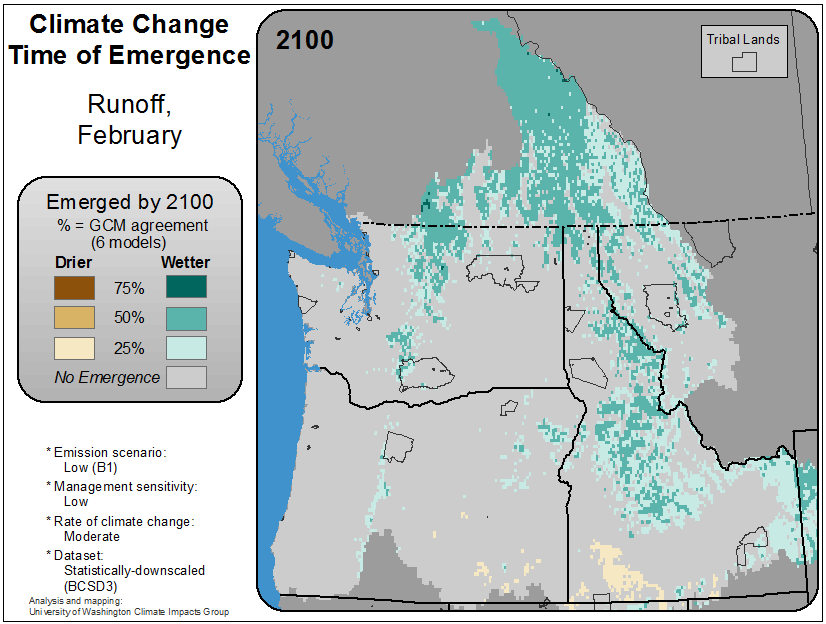 Climate Change
Time of Emergence
Runoff,
February
Emerged by 2100
% = GCM agreement
(6 models)
Drier Wetter
75%
50%
25%
No Emergence
* Emission scenario:
Low (B1)
* Management sensitivity:
Low
* Rate of climate change:
Moderate
* Dataset:
Statistically-downscaled
(BCSD3)
Analysis and mapping:
University of Washington Climate Impacts Group
2100
Tribal Lands